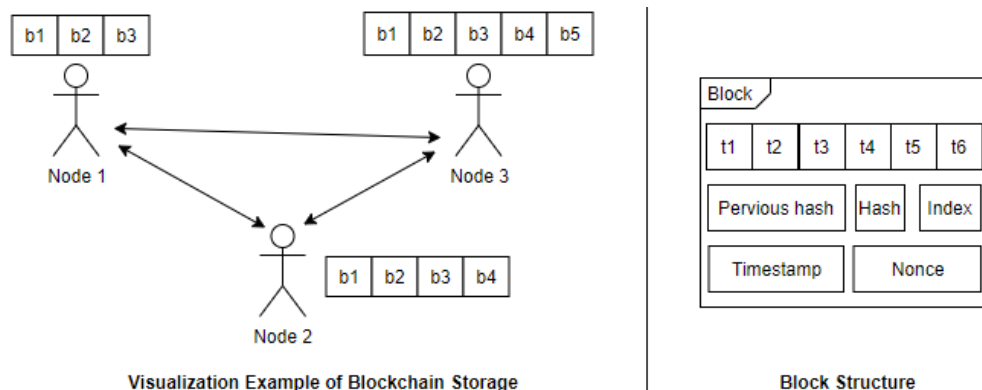 b1 b2 b3
b1 b2 b3 b4 b5
Node 1
Node 3
b1 b2 b3 b4
Node 2
Visualization Example of Blockchain Storage
Block
t1 t2 t3 t4 t5 t6
Pervious hash Hash Index
Timestamp Nonce
Block Structure